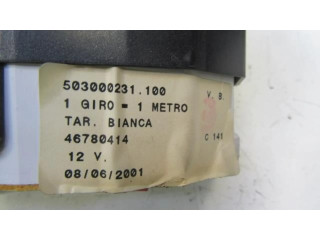 503000231.100
V. B.
1 GIRO = 1 METRO
TAR. BIANCA
46780414
C 141
12 V.
08/06/2001